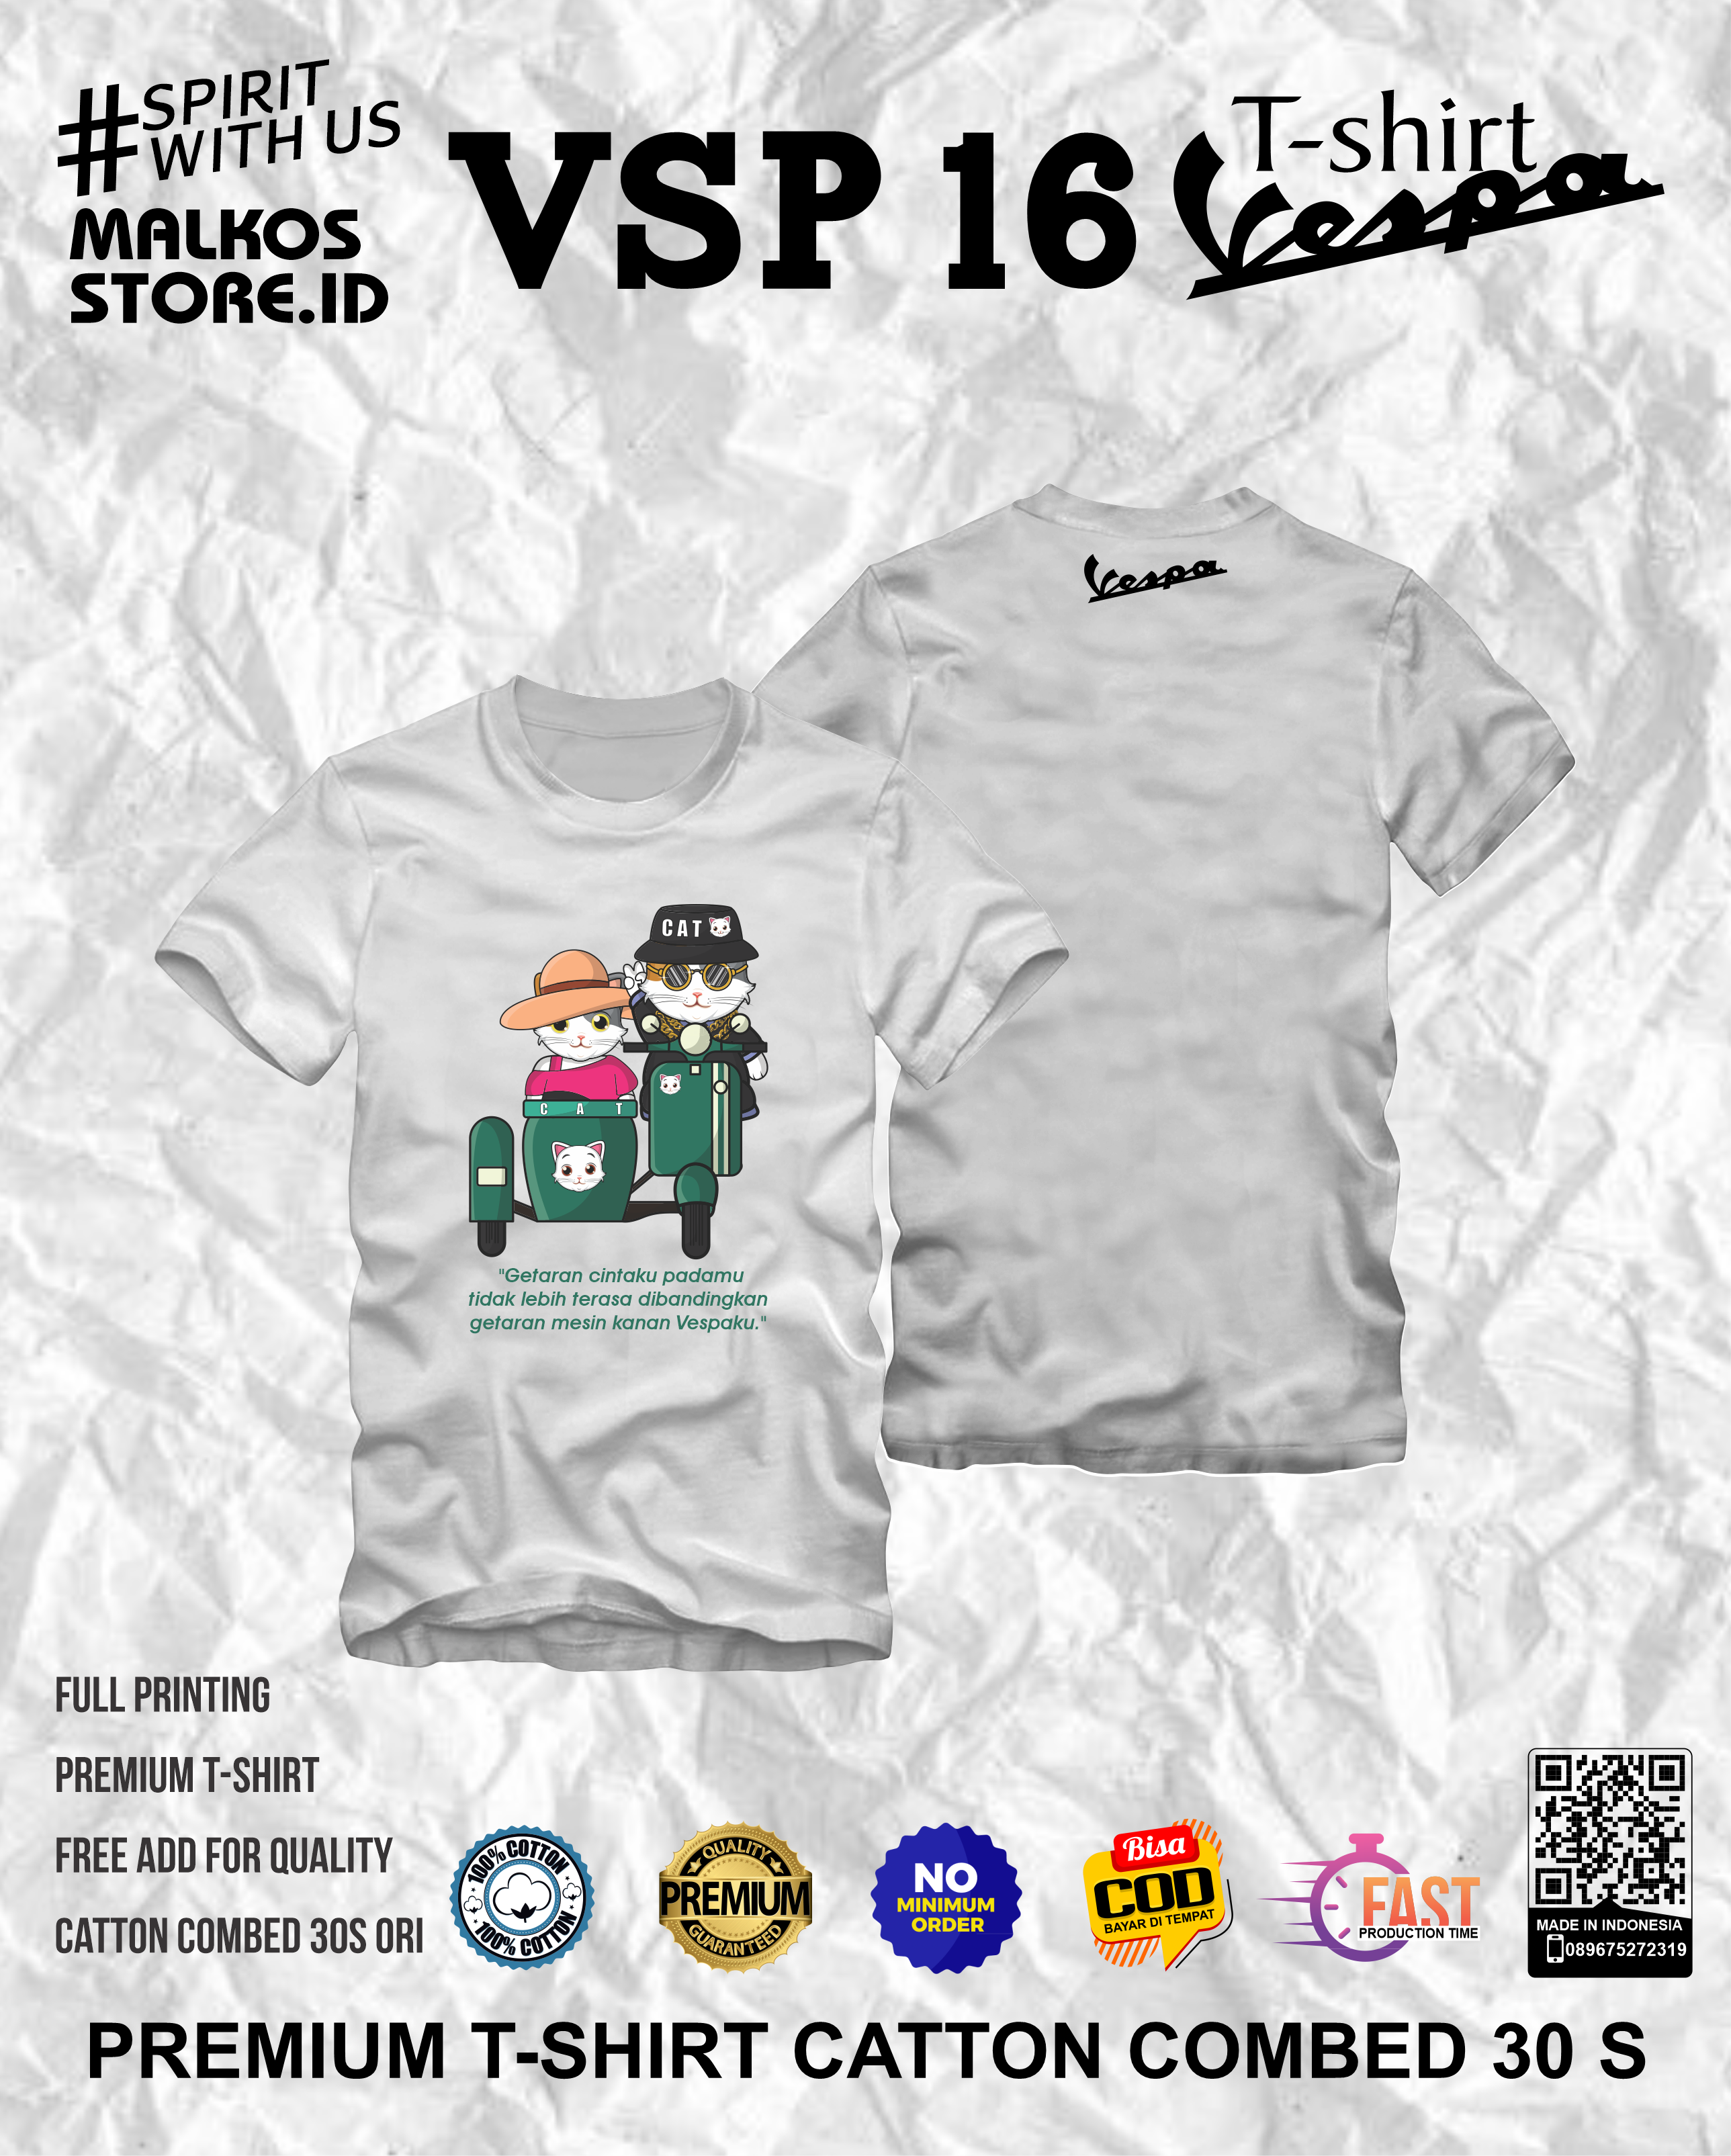 #SPIRIT
WITH US
MALKOS
STORE.ID
VSP 16
T-shirt
Vespa
Vespa
CAT
C A T
"Getaran cintaku padamu
tidak lebih terasa dibandingkan
getaran mesin kanan Vespaku."
FULL PRINTING
PREMIUM T-SHIRT
FREE ADD FOR QUALITY
CATTON COMBED 30S ORI
100% COTTON
100% COTTON
QUALITY
PREMIUM
GUARANTEED
NO
MINIMUM
ORDER
Bisa
COD
BAYAR DI TEMPAT
FAST
PRODUCTION TIME
MADE IN INDONESIA
089675272319
PREMIUM T-SHIRT CATTON COMBED 30 S